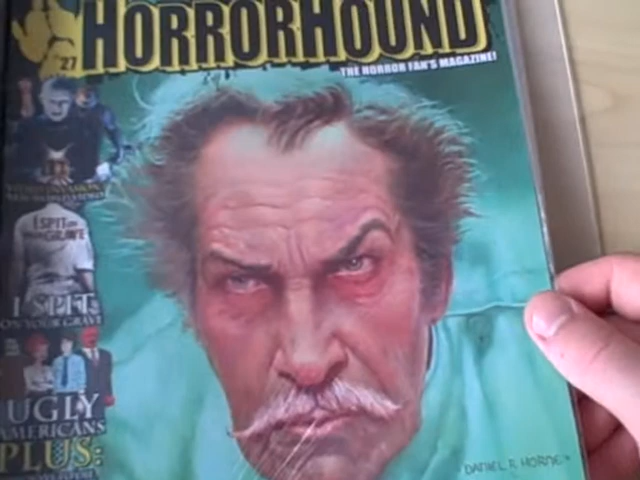 HORRORHOUND
27
THE HORROR FAN'S MAGAZINE!
I SPIT ON
YOUR GRAVE
I SPIT
ON YOUR GRAVE
UGLY
AMERICANS
PLUS:
DANIEL R. HORNE